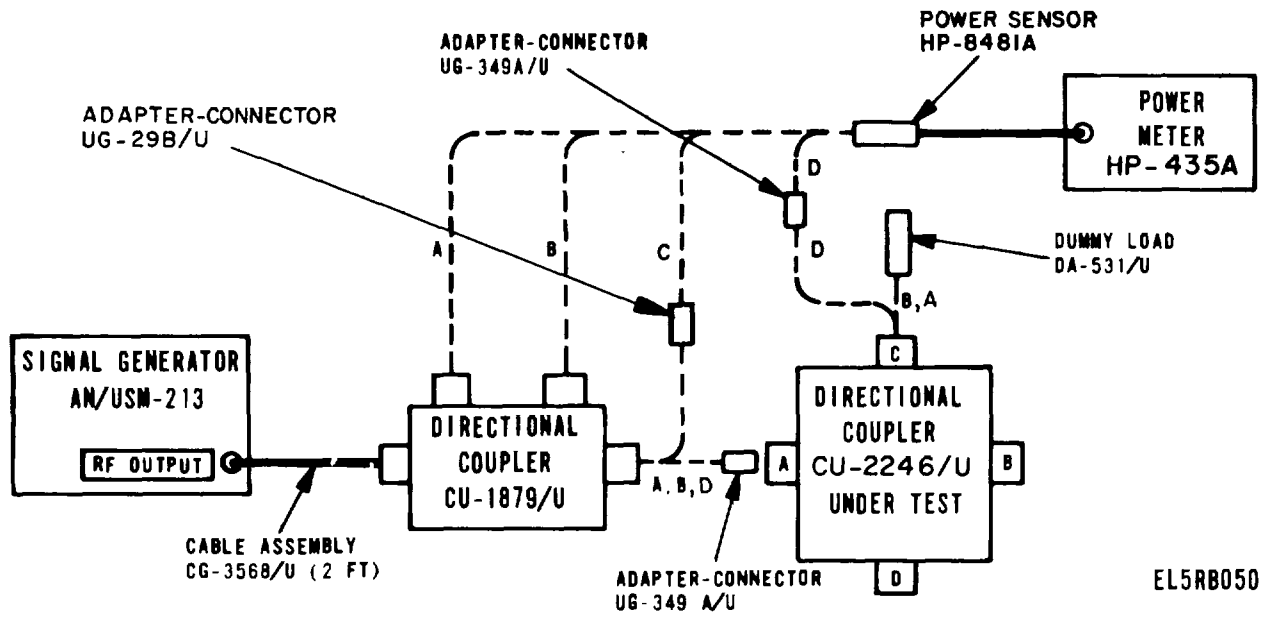 POWER SENSOR
HP-8481A
ADAPTER-CONNECTOR
UG-349A/U
ADAPTER-CONNECTOR
UG-29B/U
POWER
METER
HP-435A
D
A
B
C
D
DUMMY LOAD
DA-531/U
B,A
SIGNAL GENERATOR
AN/USM-213
RF OUTPUT
C
DIRECTIONAL
COUPLER
CU-1879/U
DIRECTIONAL
COUPLER
CU-2246/U
UNDER TEST
A
B
D
A,B,D
CABLE ASSEMBLY
CG-3568/U (2 FT)
ADAPTER-CONNECTOR
UG-349 A/U
EL5RB050